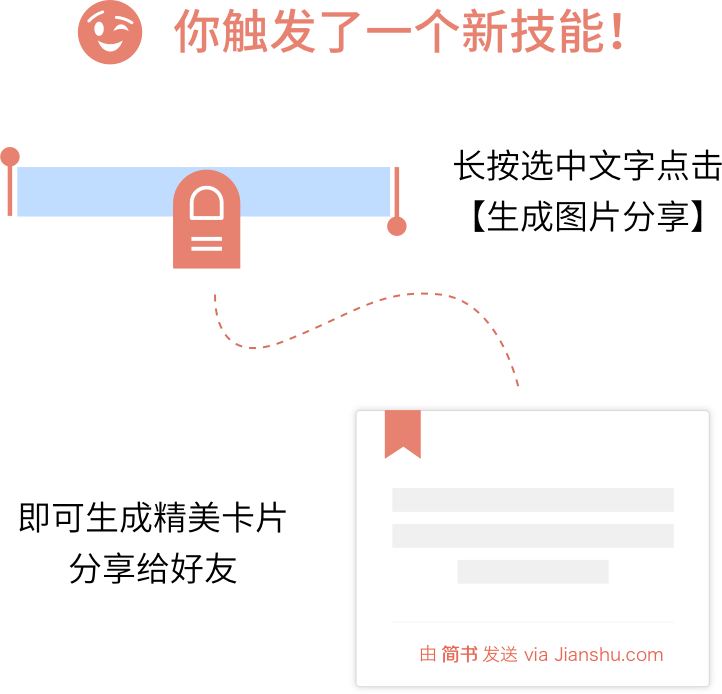 你触发了一个新技能！
长按选中文字点击
【生成图片分享】
即可生成精美卡片
分享给好友
由 简书 发送 via Jianshu.com